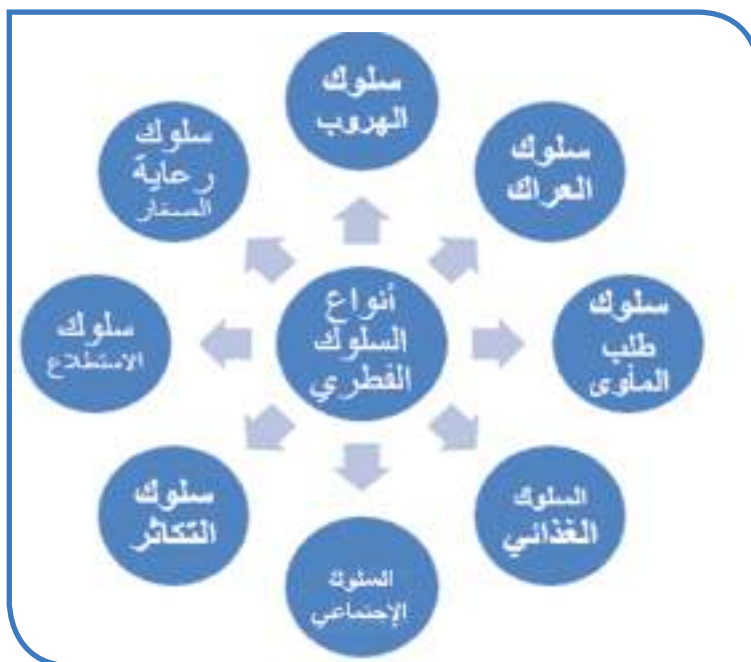 أنواع
السلوك
الفطري
سلوك
الهروب
سلوك
العراك
سلوك
طلب
المأوى
السلوك
الغذائي
السلوك
الإجتماعي
سلوك
التكاثر
سلوك
الاستطلاع
سلوك
رعاية
الصغار